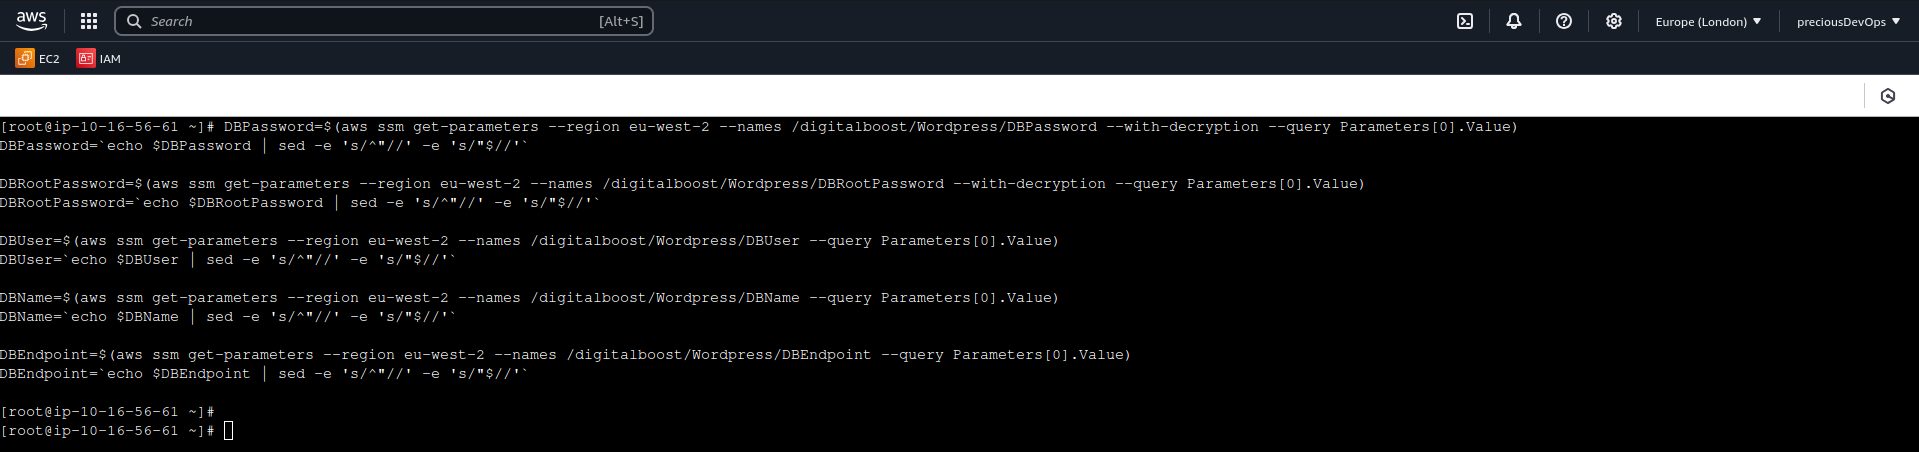 aws
Search [Alt+S]
Europe (London)
preciousDevOps
EC2
IAM
[root@ip-10-16-56-61 ~]# DBPassword=$(aws ssm get-parameters --region eu-west-2 --names /digitalboost/Wordpress/DBPassword --with-decryption --query Parameters[0].Value)
DBPassword=`echo $DBPassword | sed -e 's/^"//' -e 's/"$//'`
DBRootPassword=$(aws ssm get-parameters --region eu-west-2 --names /digitalboost/Wordpress/DBRootPassword --with-decryption --query Parameters[0].Value)
DBRootPassword=`echo $DBRootPassword | sed -e 's/^"//' -e 's/"$//'`
DBUser=$(aws ssm get-parameters --region eu-west-2 --names /digitalboost/Wordpress/DBUser --query Parameters[0].Value)
DBUser=`echo $DBUser | sed -e 's/^"//' -e 's/"$//'`
DBName=$(aws ssm get-parameters --region eu-west-2 --names /digitalboost/Wordpress/DBName --query Parameters[0].Value)
DBName=`echo $DBName | sed -e 's/^"//' -e 's/"$//'`
DBEndpoint=$(aws ssm get-parameters --region eu-west-2 --names /digitalboost/Wordpress/DBEndpoint --query Parameters[0].Value)
DBEndpoint=`echo $DBEndpoint | sed -e 's/^"//' -e 's/"$//'`
[root@ip-10-16-56-61 ~]#
[root@ip-10-16-56-61 ~]#